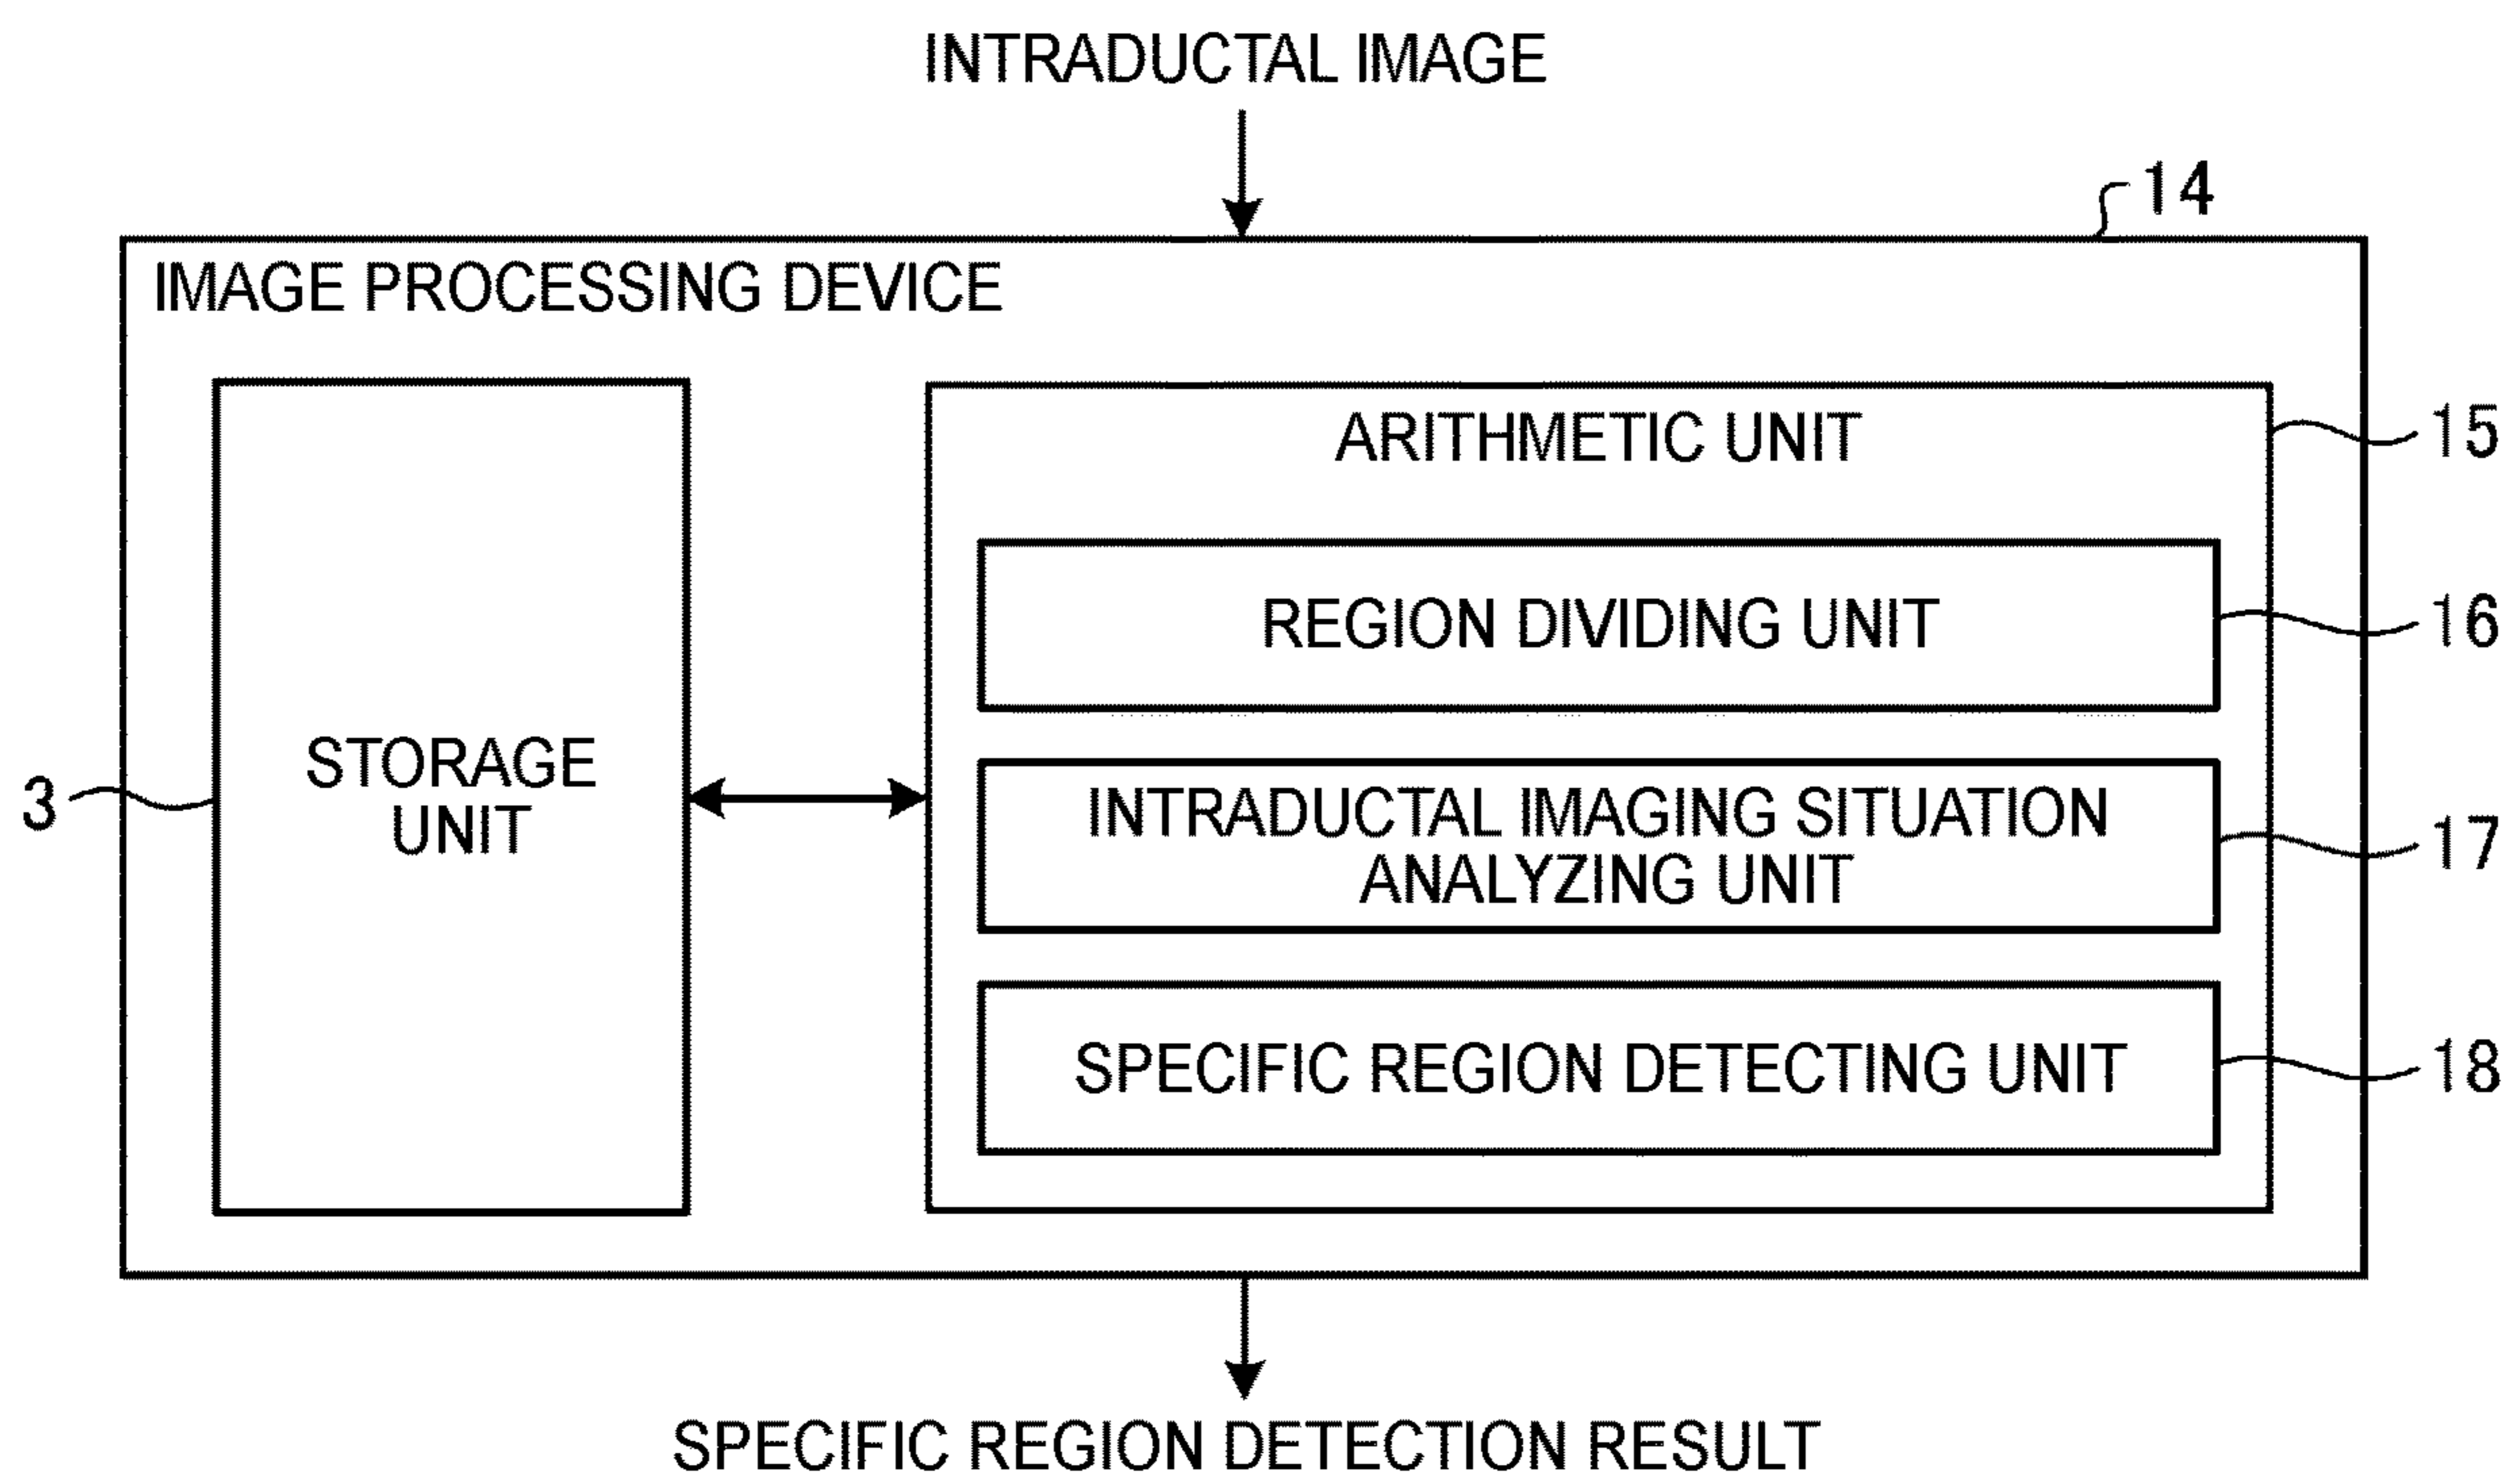 INTRADUCTAL IMAGE
14
IMAGE PROCESSING DEVICE
ARITHMETIC UNIT
15
REGION DIVIDING UNIT
16
3
STORAGE
UNIT
INTRADUCTAL IMAGING SITUATION
ANALYZING UNIT
17
SPECIFIC REGION DETECTING UNIT
18
SPECIFIC REGION DETECTION RESULT